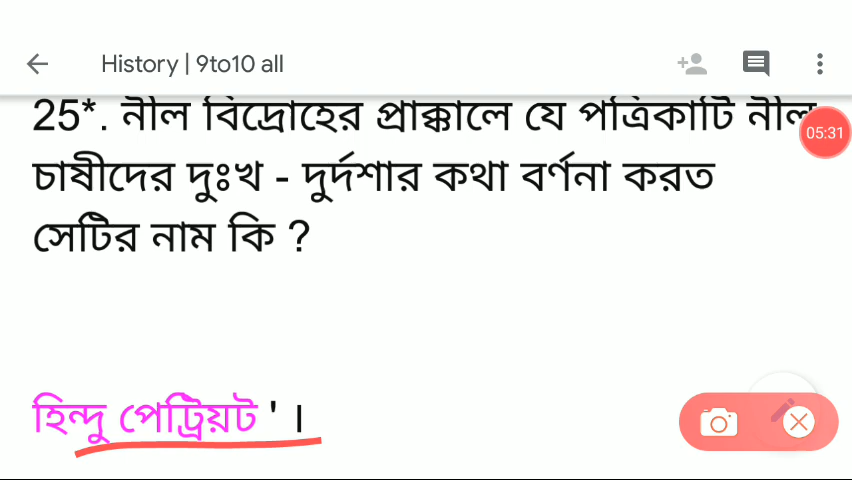 History | 9to10 all
25*. নীল বিদ্রোহের প্রাক্কালে যে পত্রিকাটি নীল
05:31
চাষীদের দুঃখ - দুর্দশার কথা বর্ণনা করত
সেটির নাম কি ?
হিন্দু পেট্রিয়ট ' ।